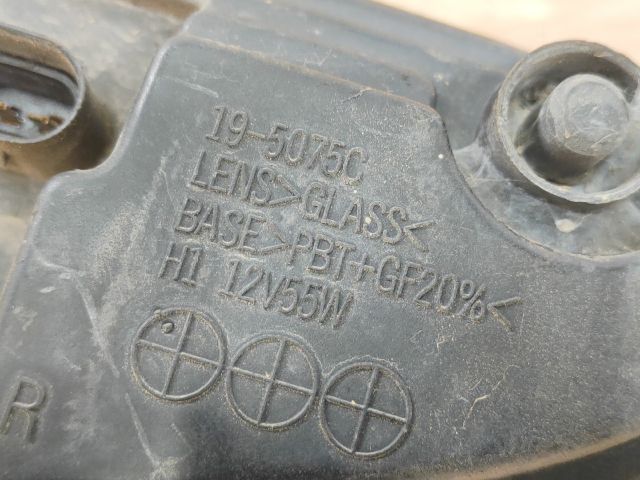 19-5075C
LENS>GLASS<
BASE>PBT+GF20%<
H1 12V55W
R